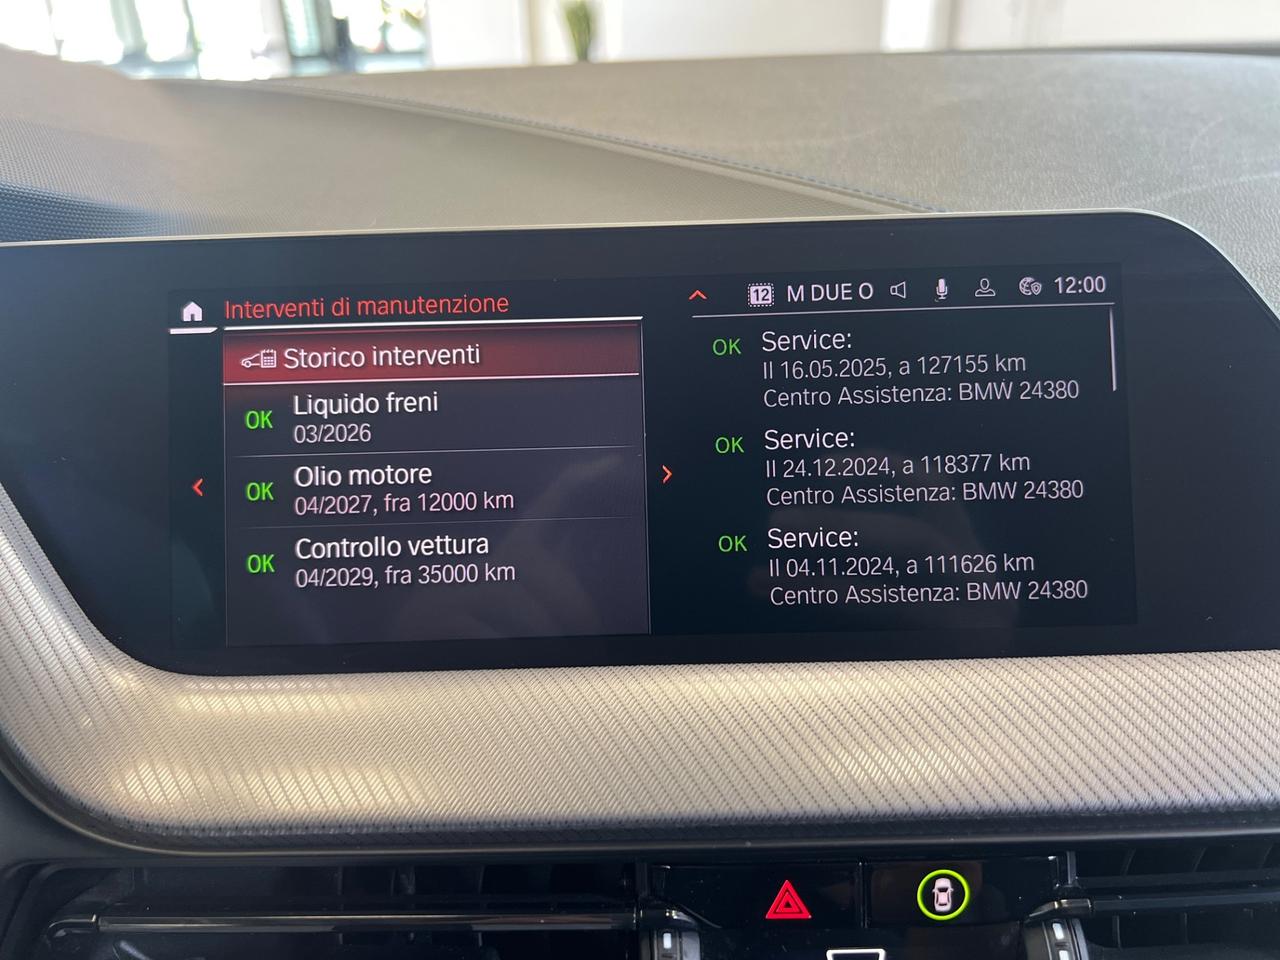 Interventi di manutenzione
12 M DUE O 12:00
Storico interventi
OK Liquido freni
03/2026
OK Olio motore
04/2027, fra 12000 km
OK Controllo vettura
04/2029, fra 35000 km
OK Service:
Il 16.05.2025, a 127155 km
Centro Assistenza: BMW 24380
OK Service:
Il 24.12.2024, a 118377 km
Centro Assistenza: BMW 24380
OK Service:
Il 04.11.2024, a 111626 km
Centro Assistenza: BMW 24380